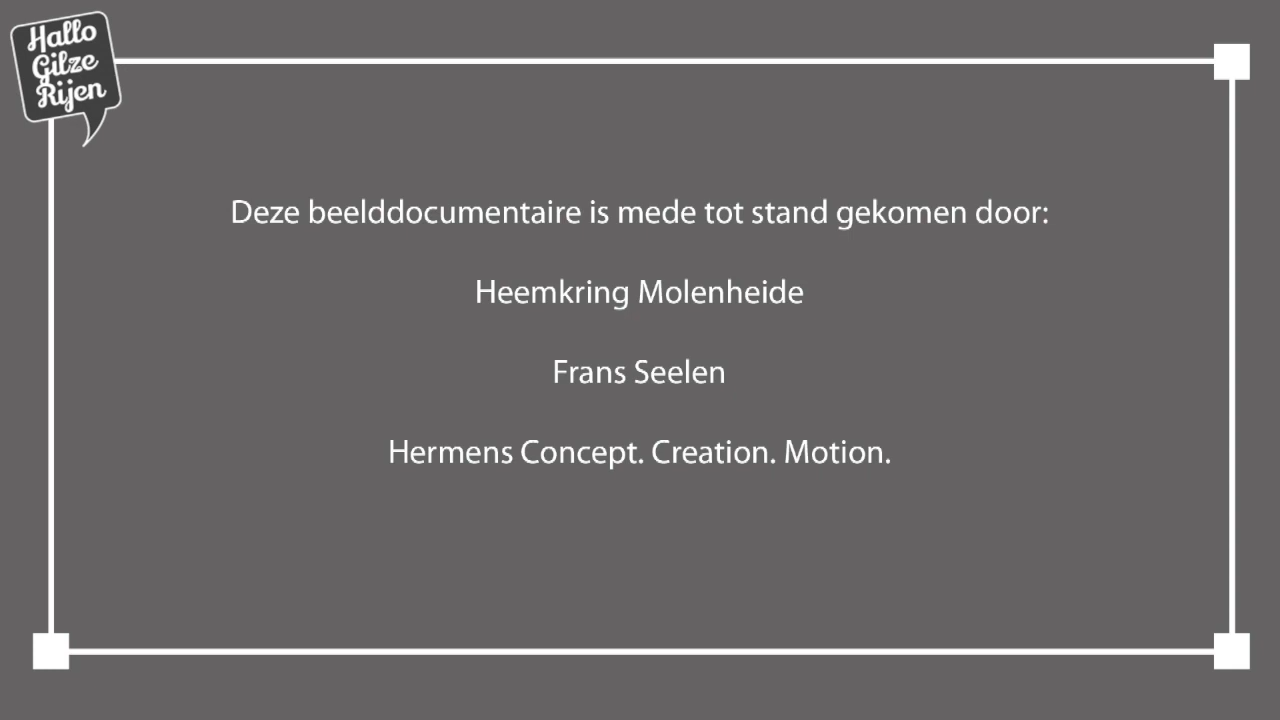 Hallo
Gilze
Rijen
Deze beelddocumentaire is mede tot stand gekomen door:
Heemkring Molenheide
Frans Seelen
Hermens Concept. Creation. Motion.